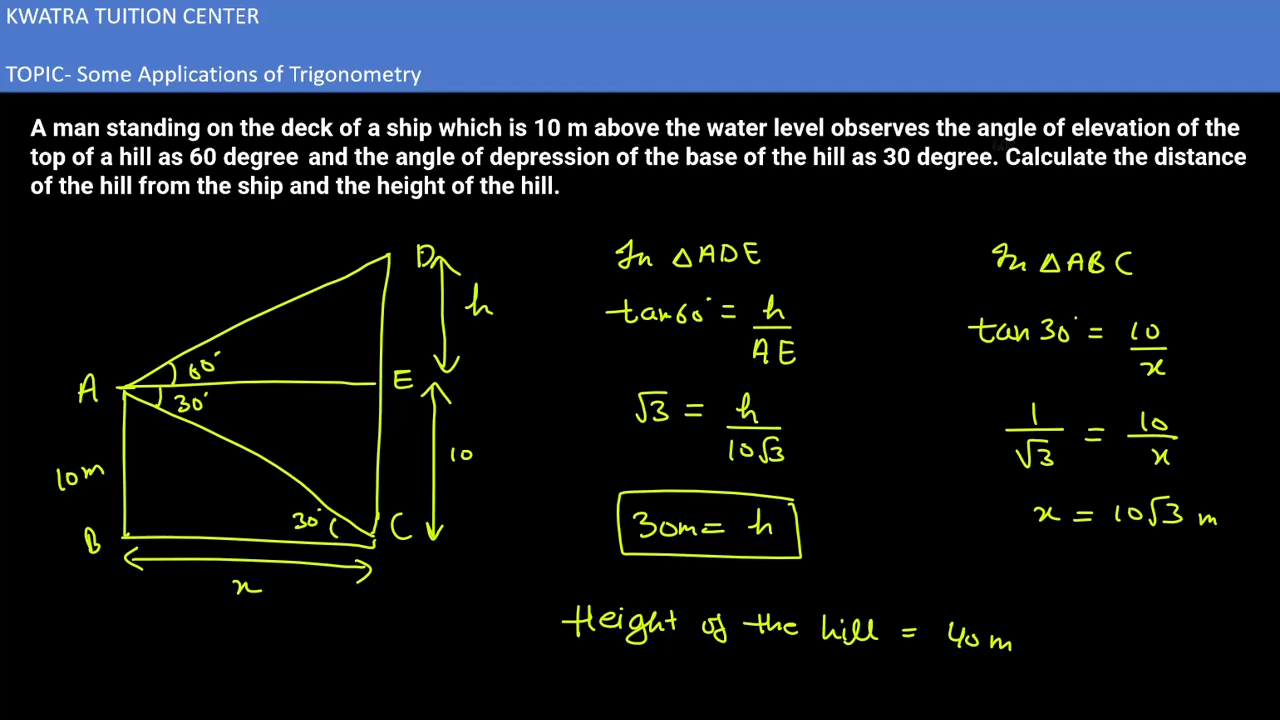 KWATRA TUITION CENTER
TOPIC- Some Applications of Trigonometry
A man standing on the deck of a ship which is 10 m above the water level observes the angle of elevation of the
top of a hill as 60 degree and the angle of depression of the base of the hill as 30 degree. Calculate the distance
of the hill from the ship and the height of the hill.
D
h
A
60°
30°
E
10m
10
30°
B
C
x
In △ADE
tan60° = h/AE
√3 = h/10√3
30m = h
In △ABC
tan 30° = 10/x
1/√3 = 10/x
x = 10√3 m
Height of the hill = 40m